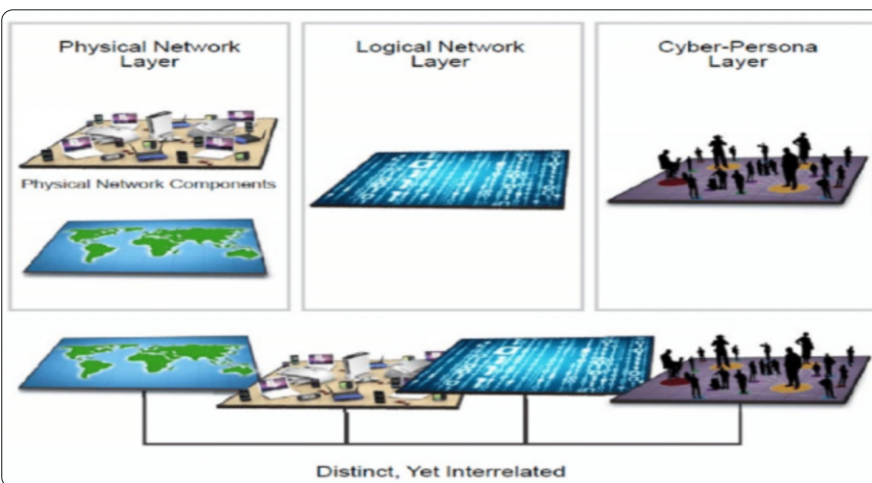 Physical Network
Layer
Logical Network
Layer
Cyber-Persona
Layer
Physical Network Components
Distinct, Yet Interrelated